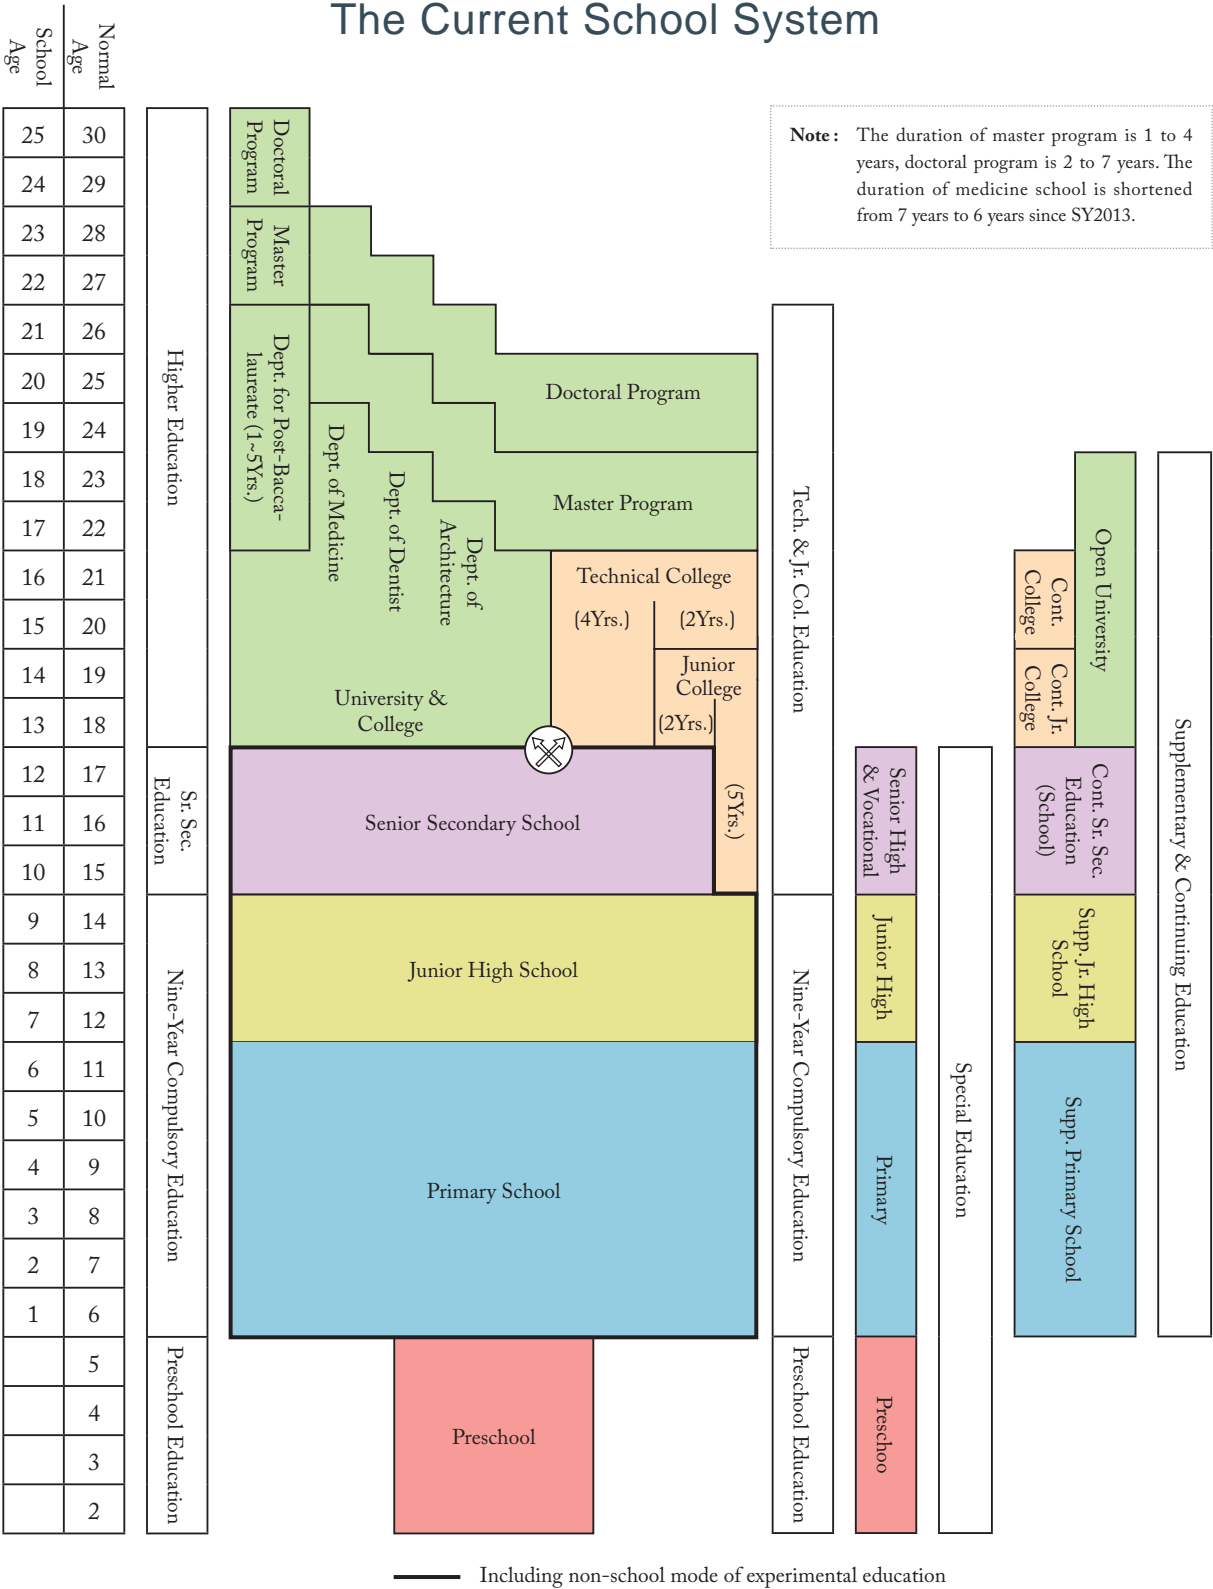 The Current School System
School
Age
Normal
Age
25 30
24 29
23 28
22 27
21 26
20 25
19 24
18 23
17 22
16 21
15 20
14 19
13 18
12 17
11 16
10 15
9 14
8 13
7 12
6 11
5 10
4 9
3 8
2 7
1 6
5
4
3
2
Higher Education
Sr. Sec.
Education
Nine-Year Compulsory Education
Preschool Education
Doctoral
Program
Master
Program
Dept. for Post-Bacca-
laureate (1~5Yrs.)
Dept. of Medicine
Dept. of Dentist
Dept. of
Architecture
Doctoral Program
Master Program
University &
College
Technical College
(4Yrs.)
(2Yrs.)
Junior
College
(2Yrs.)
(5Yrs.)
Senior Secondary School
Junior High School
Primary School
Preschool
Note: The duration of master program is 1 to 4
years, doctoral program is 2 to 7 years. The
duration of medicine school is shortened
from 7 years to 6 years since SY2013.
Tech. & Jr. Col. Education
Nine-Year Compulsory Education
Preschool Education
Senior High
& Vocational
Junior High
Primary
Preschoo
Special Education
Open University
Cont.
College
Cont. Jr.
College
Cont. Sr. Sec.
Education
(School)
Supp. Jr. High
School
Supp. Primary School
Supplementary & Continuing Education
Including non-school mode of experimental education